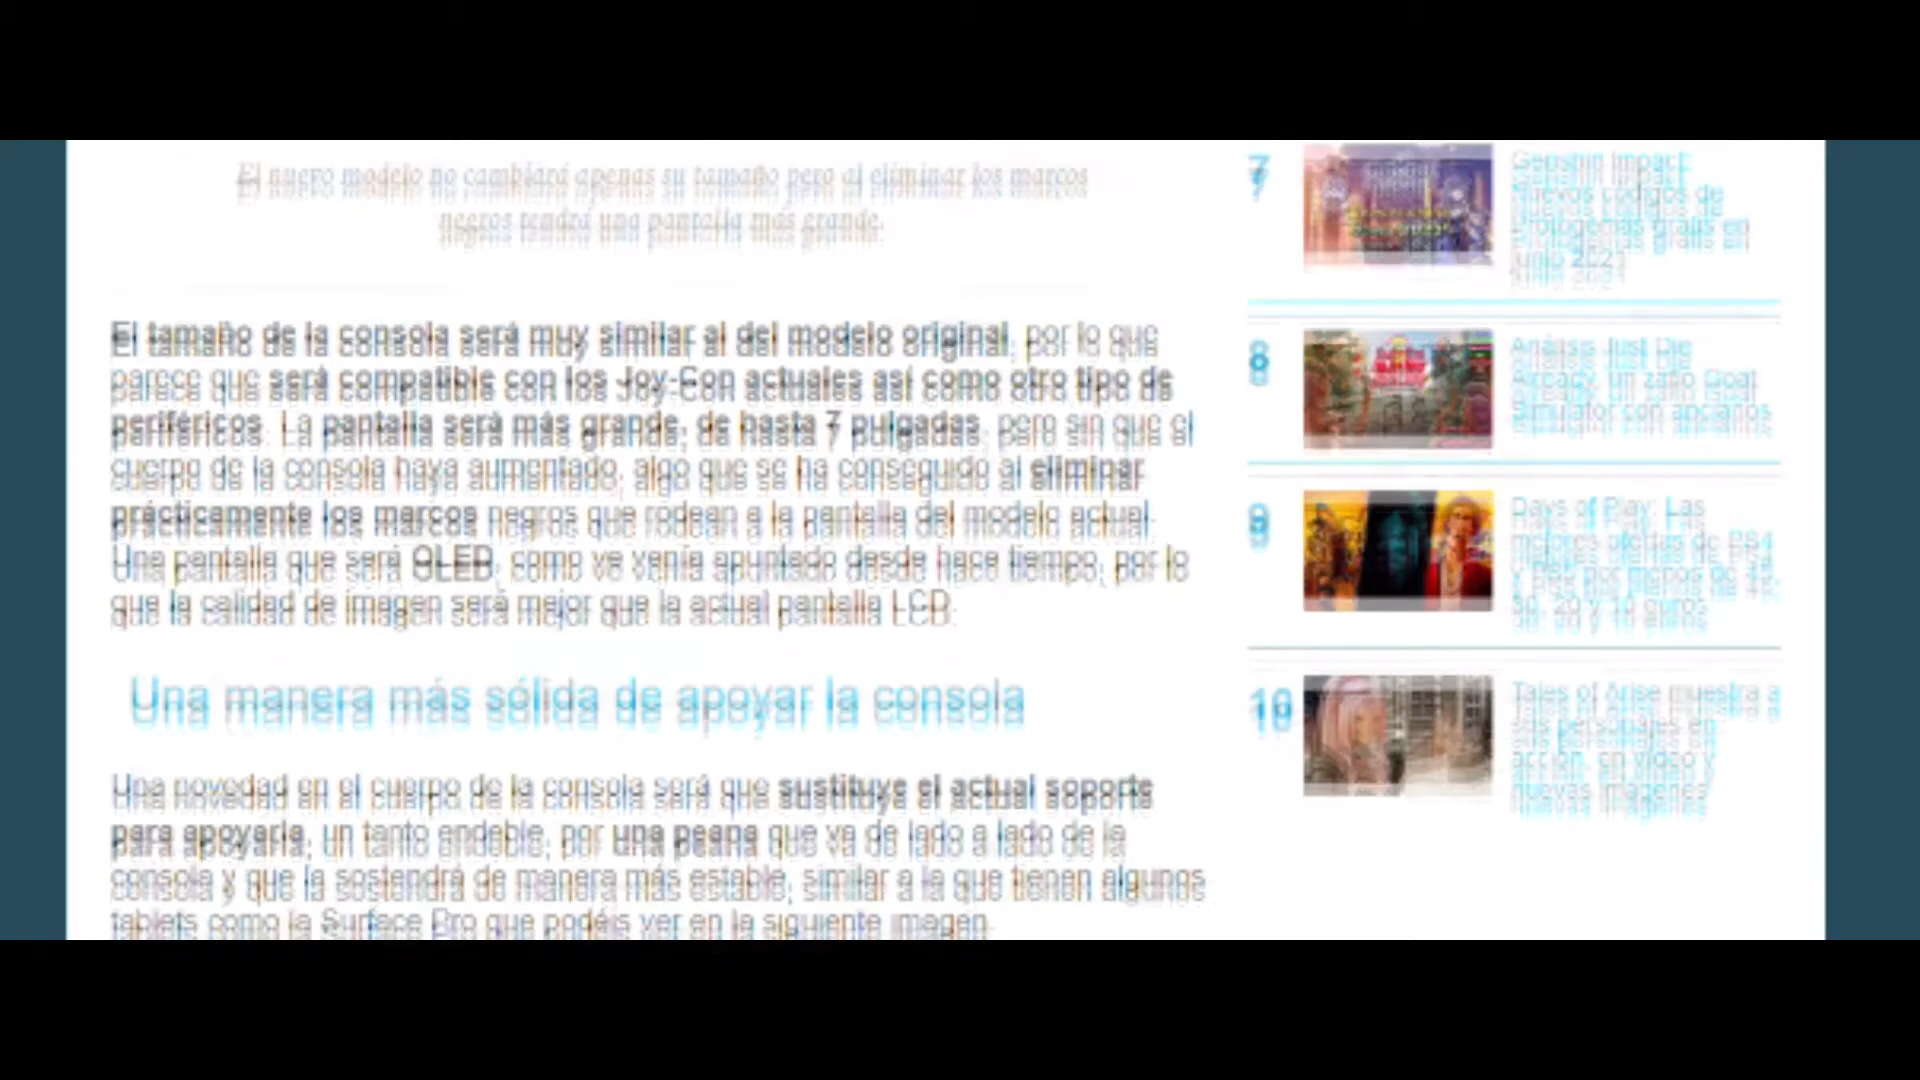 El nuevo modelo no cambiará apenas su tamaño pero al eliminar los marcos
negros tendrá una pantalla más grande.
El tamaño de la consola será muy similar al del modelo original, por lo que
parece que será compatible con los Joy-Con actuales así como otro tipo de
periféricos. La pantalla será más grande, de hasta 7 pulgadas, pero sin que el
cuerpo de la consola haya aumentado, algo que se ha conseguido al eliminar
prácticamente los marcos negros que rodean a la pantalla del modelo actual.
Una pantalla que será OLED, como ve venía apuntado desde hace tiempo, por lo
que la calidad de imagen será mejor que la actual pantalla LCD.
Una manera más sólida de apoyar la consola
Una novedad en el cuerpo de la consola será que sustituye el actual soporte
para apoyarla, un tanto endeble, por una peana que va de lado a lado de la
consola y que la sostendrá de manera más estable, similar a la que tienen algunos
tablets como la Surface Pro que podéis ver en la siguiente imagen.
7
Genshin Impact:
Nuevos códigos de
Protogemas gratis en
junio 2021
8
Análisis Just Die
Already, un zafio Goat
Simulator con ancianos
9
Days of Play: Las
mejores ofertas de PS4
y PS5 por menos de
30, 20 y 10 euros
10
Tales of Arise muestra a
sus personajes en
acción, en vídeo y
nuevas imágenes